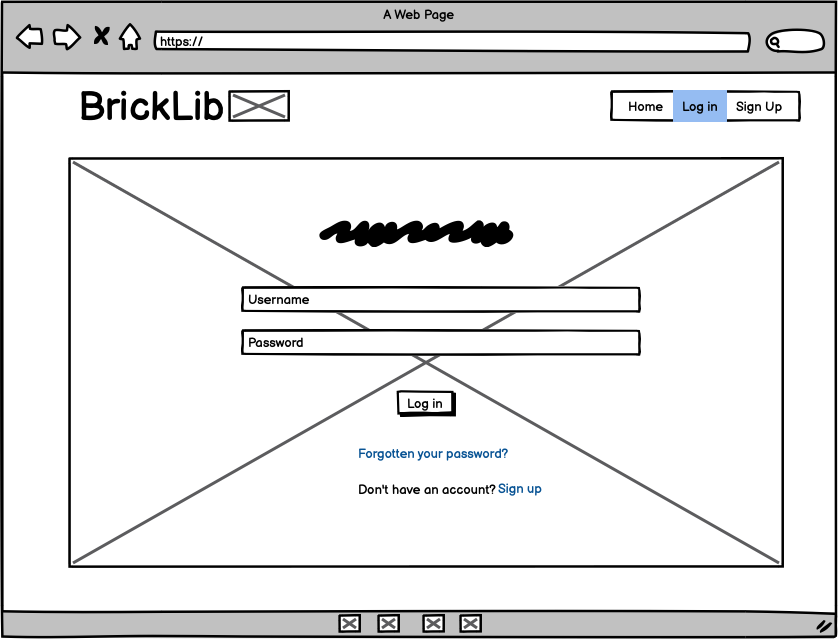 A Web Page
https://
BrickLib
Home Log in Sign Up
Username
Password
Log in
Forgotten your password?
Don't have an account? Sign up